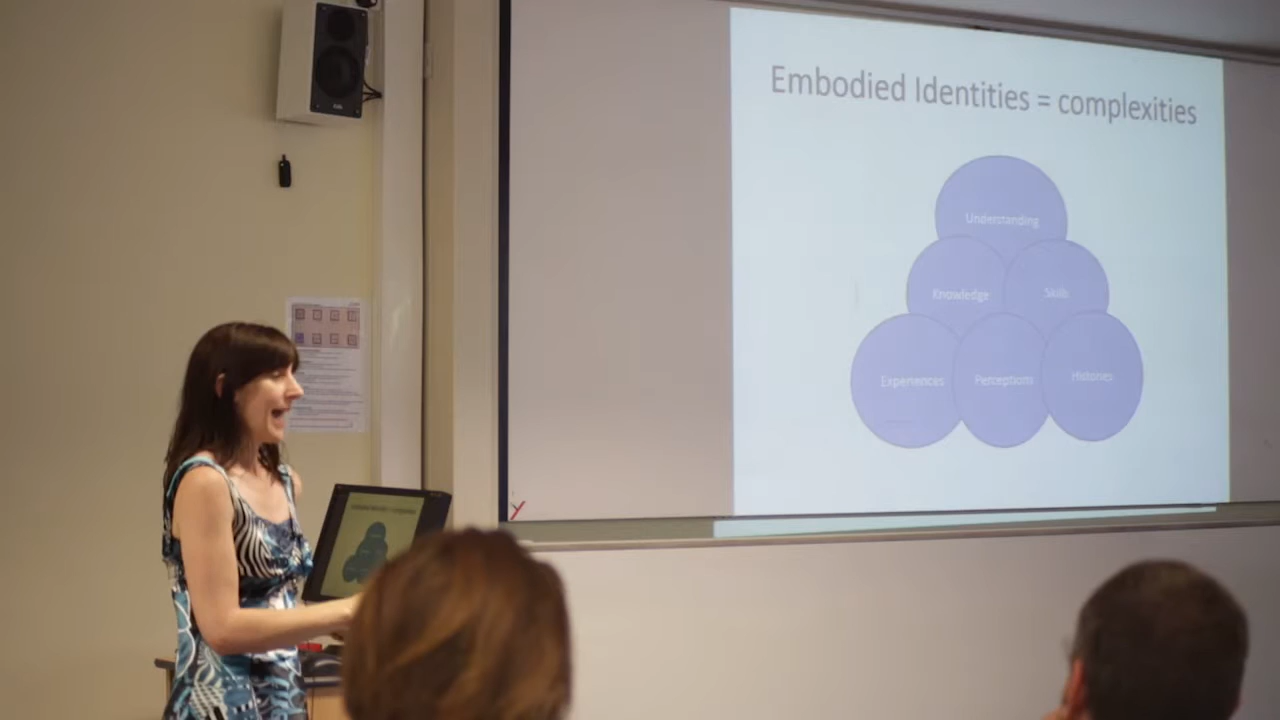 Embodied Identities = complexities
Understanding
Knowledge
Skills
Experiences
Perceptions
Histories